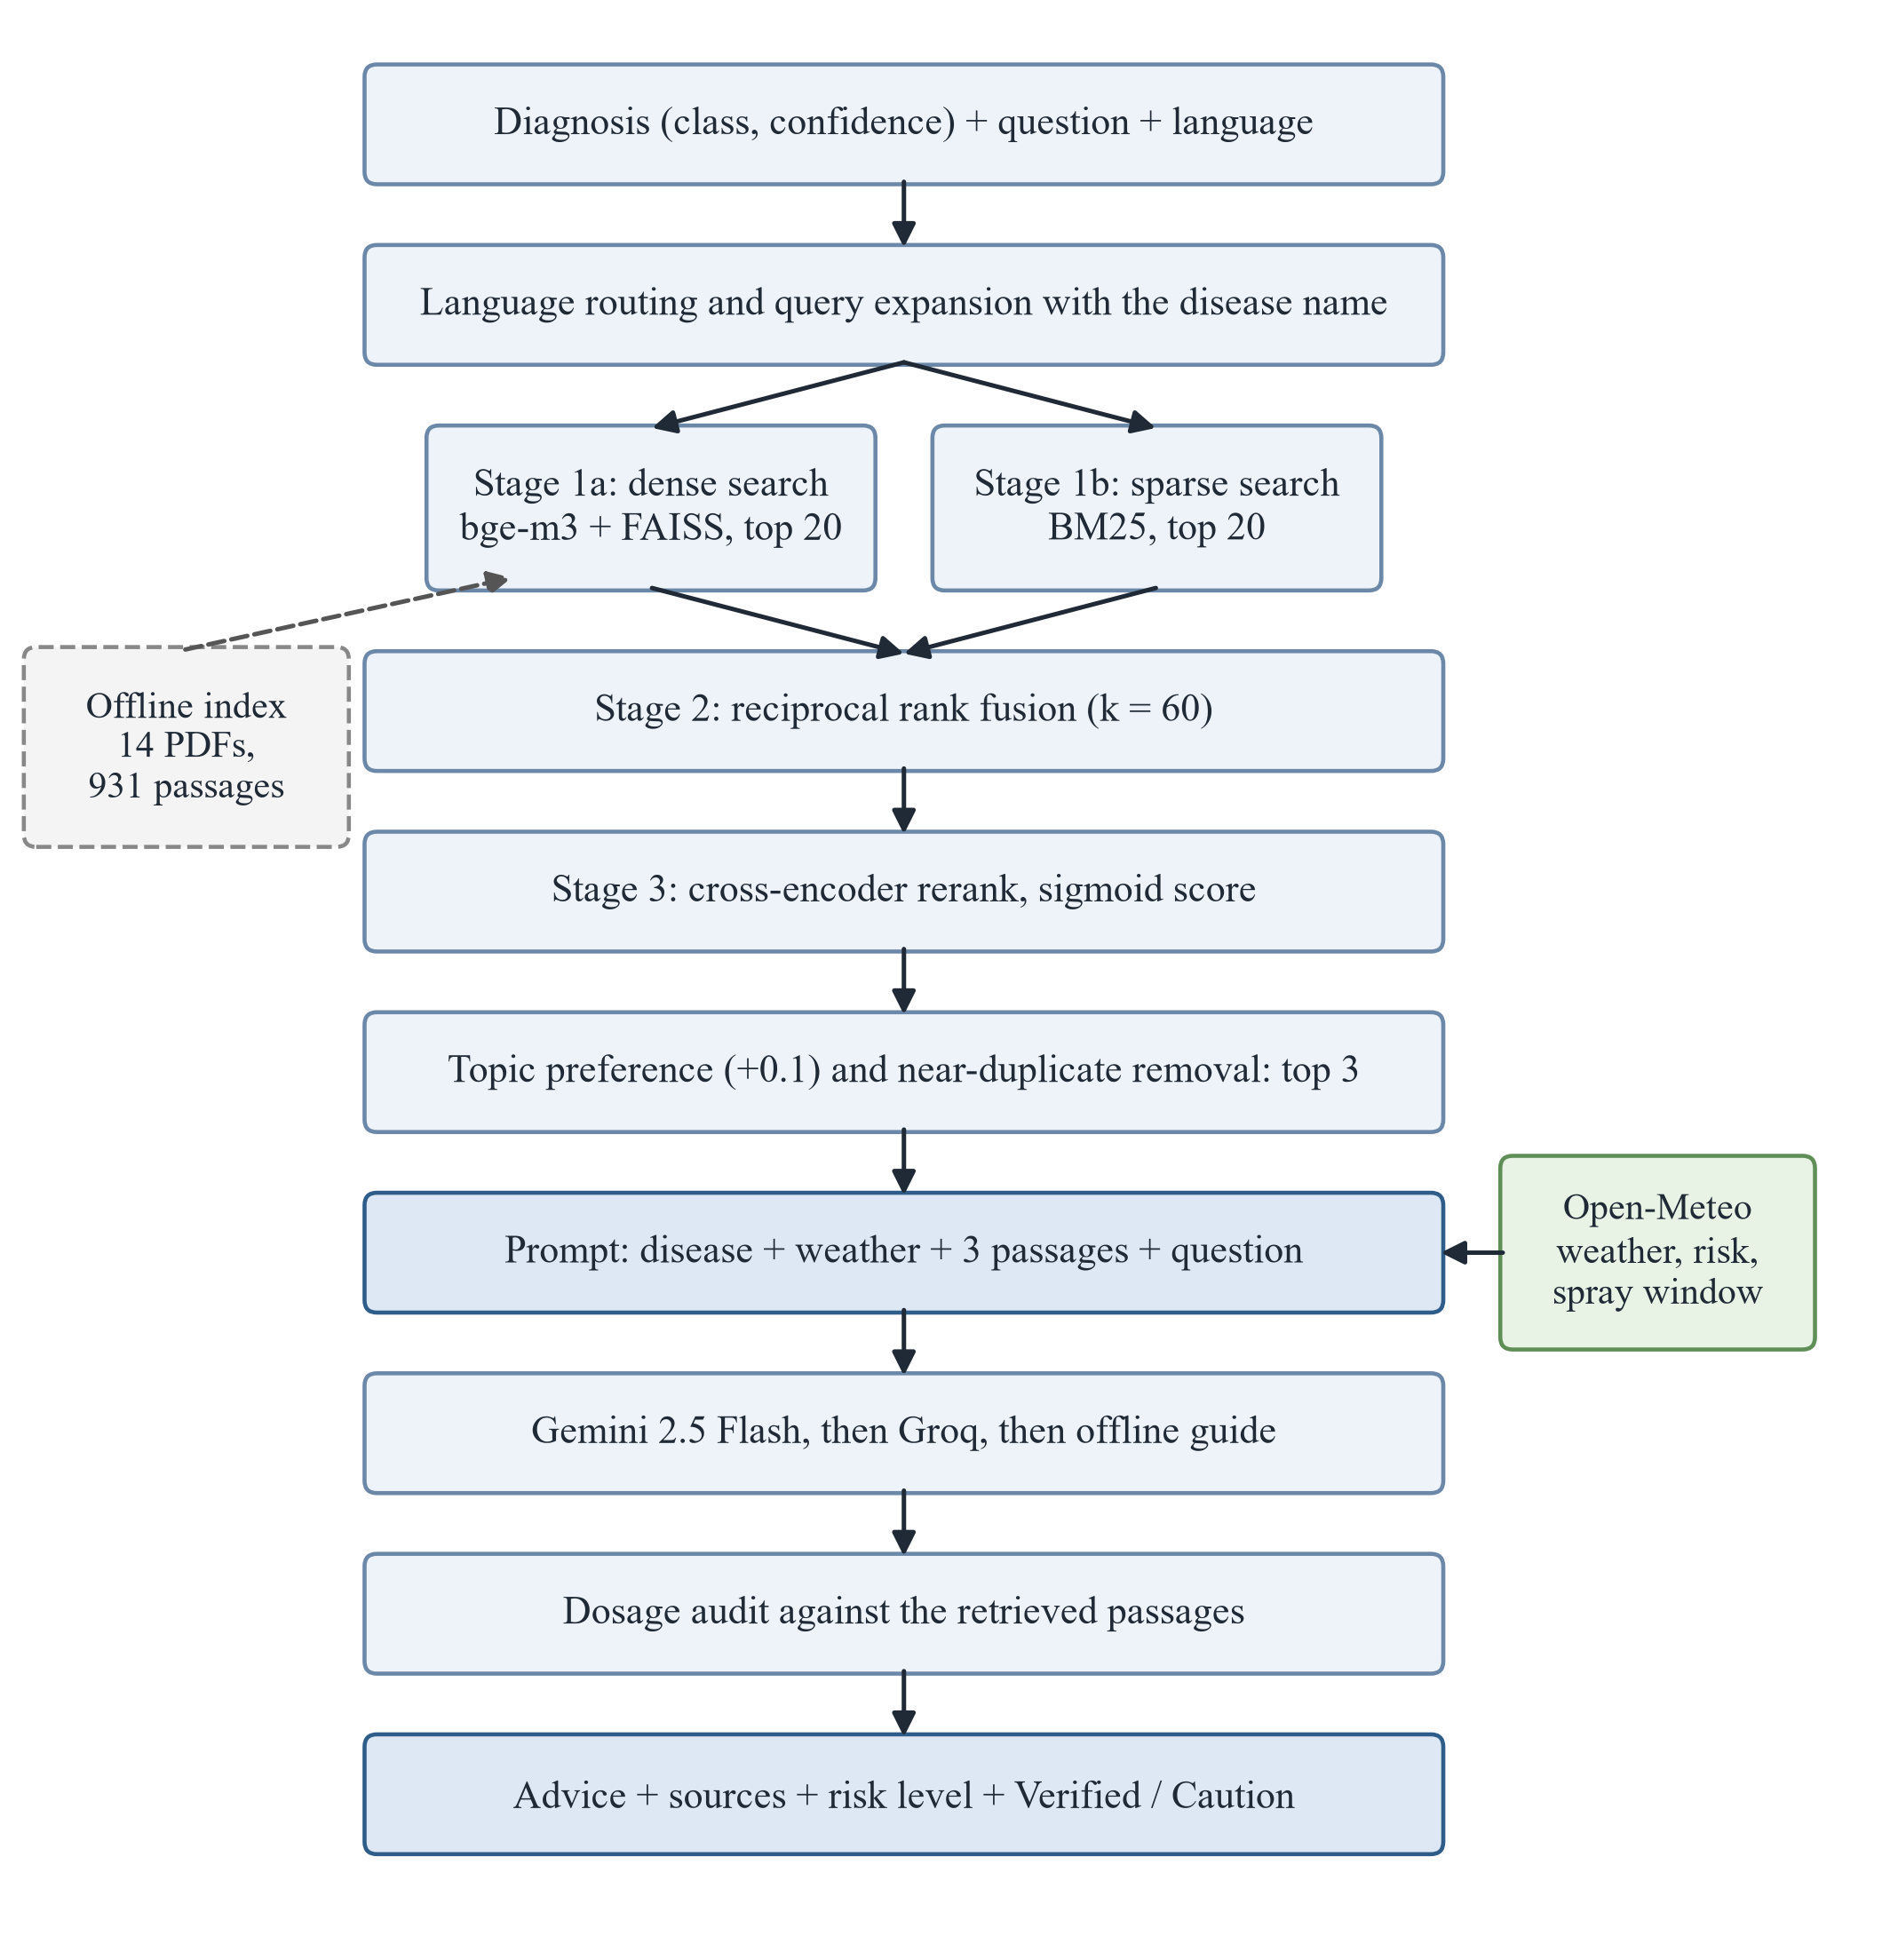 Diagnosis (class, confidence) + question + language
Language routing and query expansion with the disease name
Stage 1a: dense search
bge-m3 + FAISS, top 20
Stage 1b: sparse search
BM25, top 20
Offline index
14 PDFs,
931 passages
Stage 2: reciprocal rank fusion (k = 60)
Stage 3: cross-encoder rerank, sigmoid score
Topic preference (+0.1) and near-duplicate removal: top 3
Prompt: disease + weather + 3 passages + question
Open-Meteo
weather, risk,
spray window
Gemini 2.5 Flash, then Groq, then offline guide
Dosage audit against the retrieved passages
Advice + sources + risk level + Verified / Caution